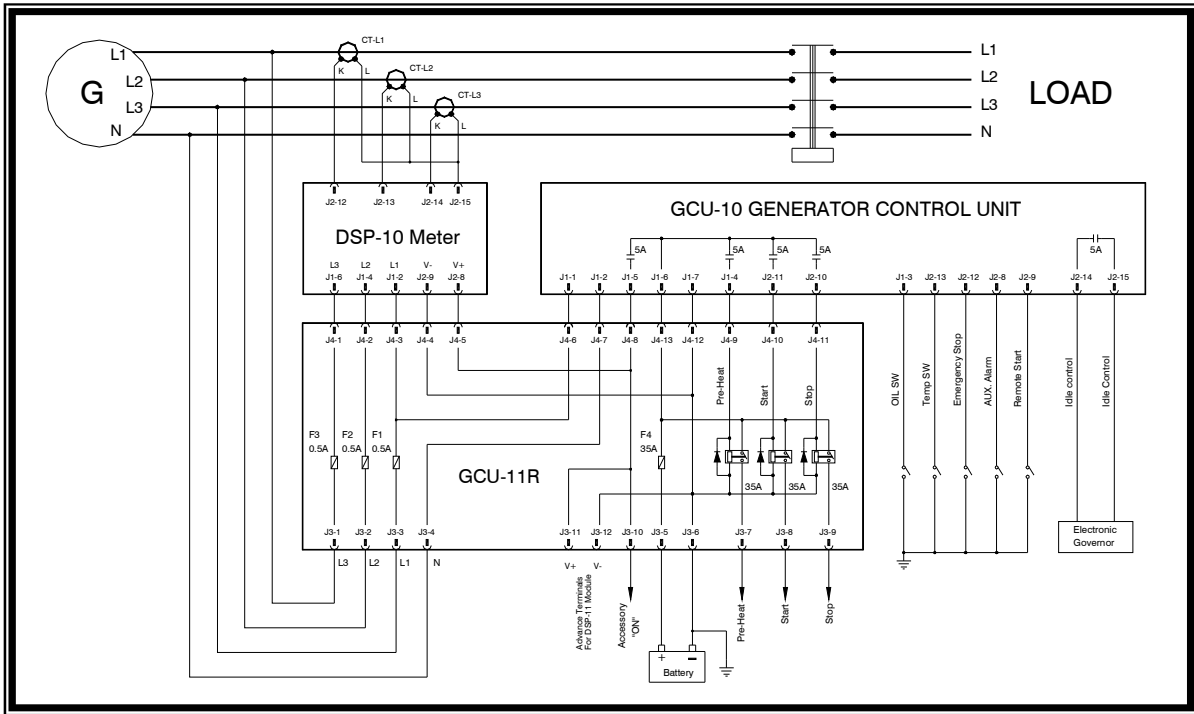 G
L1
L2
L3
N
CT-L1
K
L
CT-L2
K
L
CT-L3
K
L
L1
L2
L3
N
LOAD
J2-12
J2-13
J2-14
J2-15
DSP-10 Meter
L3
L2
L1
V-
V+
J1-6
J1-4
J1-2
J2-9
J2-8
GCU-10 GENERATOR CONTROL UNIT
5A
5A
5A
5A
5A
J1-1
J1-2
J1-5
J1-6
J1-7
J1-4
J2-11
J2-10
J1-3
J2-13
J2-12
J2-8
J2-9
J2-14
J2-15
J4-1
J4-2
J4-3
J4-4
J4-5
J4-6
J4-7
J4-8
J4-13
J4-12
J4-9
J4-10
J4-11
Pre-Heat
Start
Stop
OIL SW
Temp SW
Emergency Stop
AUX. Alarm
Remote Start
Idle control
Idle Control
F3
0.5A
F2
0.5A
F1
0.5A
F4
35A
GCU-11R
35A
35A
35A
J3-1
J3-2
J3-3
J3-4
J3-11
J3-12
J3-10
J3-5
J3-6
J3-7
J3-8
J3-9
L3
L2
L1
N
V+
V-
Advance Terminals
For DSP-11 Module
Accessory
"ON"
+
−
Battery
Pre-Heat
Start
Stop
Electronic
Governor